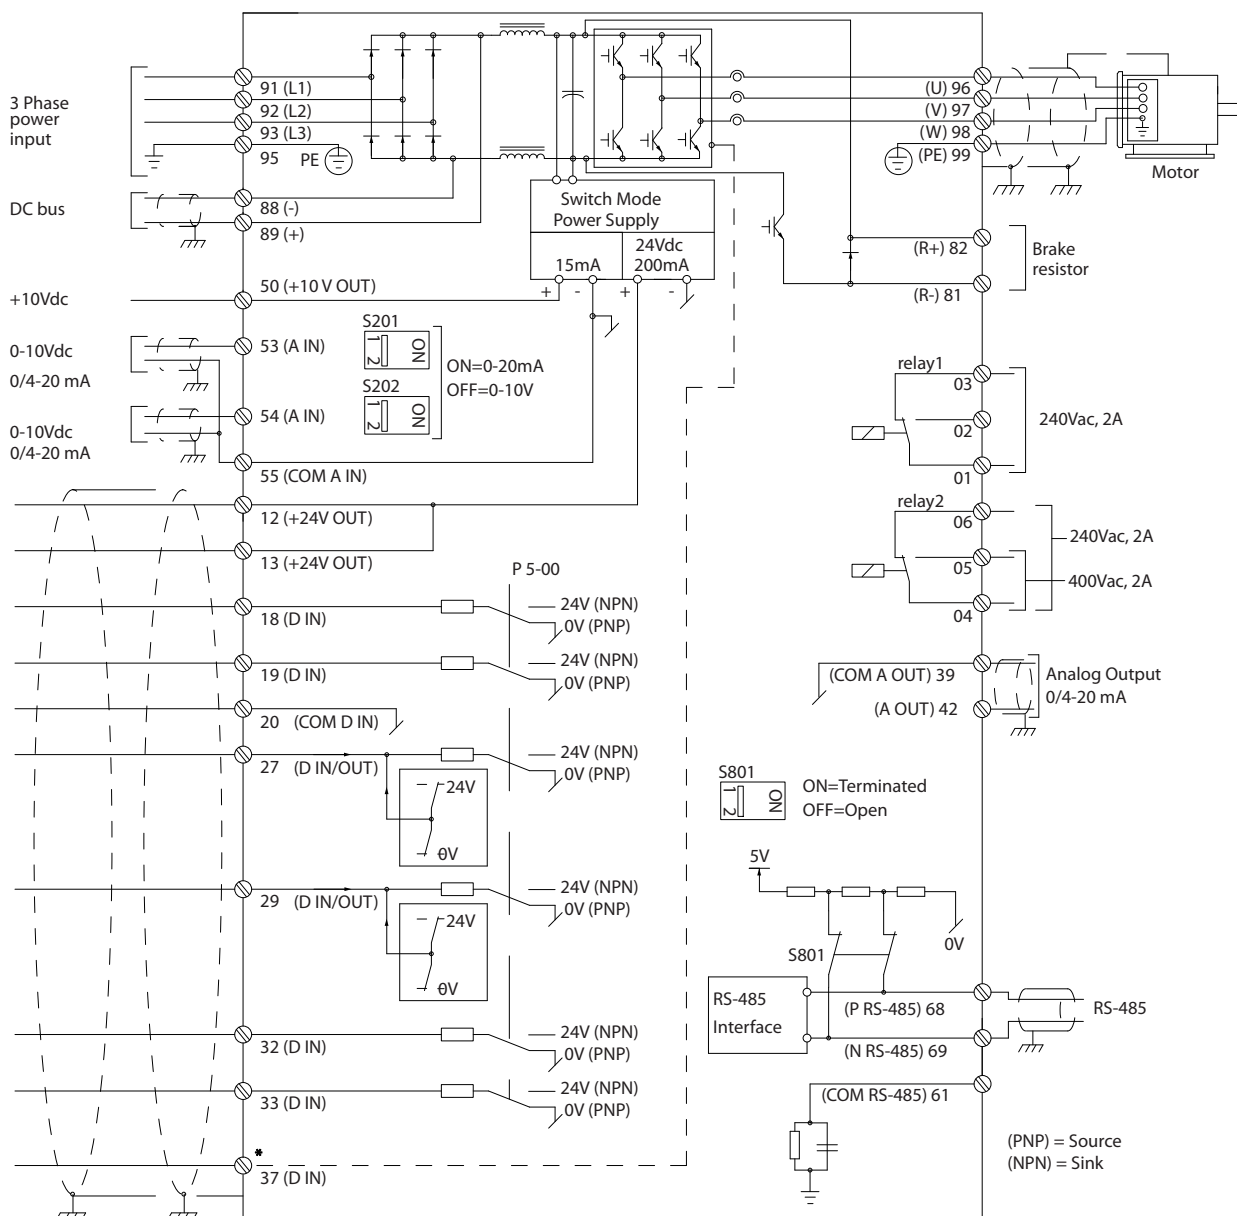 3 Phase
power
input
91 (L1)
92 (L2)
93 (L3)
95
PE
DC bus
88 (-)
89 (+)
+10Vdc
50 (+10 V OUT)
0-10Vdc
0/4-20 mA
53 (A IN)
0-10Vdc
0/4-20 mA
54 (A IN)
55 (COM A IN)
12 (+24V OUT)
13 (+24V OUT)
18 (D IN)
19 (D IN)
20 (COM D IN)
27 (D IN/OUT)
24V
0V
29 (D IN/OUT)
24V
0V
32 (D IN)
33 (D IN)
*
37 (D IN)
S201
1
2
ON
S202
1
2
ON
ON=0-20mA
OFF=0-10V
P 5-00
24V (NPN)
0V (PNP)
24V (NPN)
0V (PNP)
24V (NPN)
0V (PNP)
24V (NPN)
0V (PNP)
24V (NPN)
0V (PNP)
24V (NPN)
0V (PNP)
Switch Mode
Power Supply
24Vdc
15mA
200mA
+
-
+
-
(U) 96
(V) 97
(W) 98
(PE) 99
Motor
(R+) 82
(R-) 81
Brake
resistor
relay1
03
02
01
240Vac, 2A
relay2
06
05
04
240Vac, 2A
400Vac, 2A
(COM A OUT) 39
(A OUT) 42
Analog Output
0/4-20 mA
S801
1
2
ON
ON=Terminated
OFF=Open
5V
0V
S801
RS-485
Interface
(P RS-485) 68
(N RS-485) 69
RS-485
(COM RS-485) 61
(PNP) = Source
(NPN) = Sink